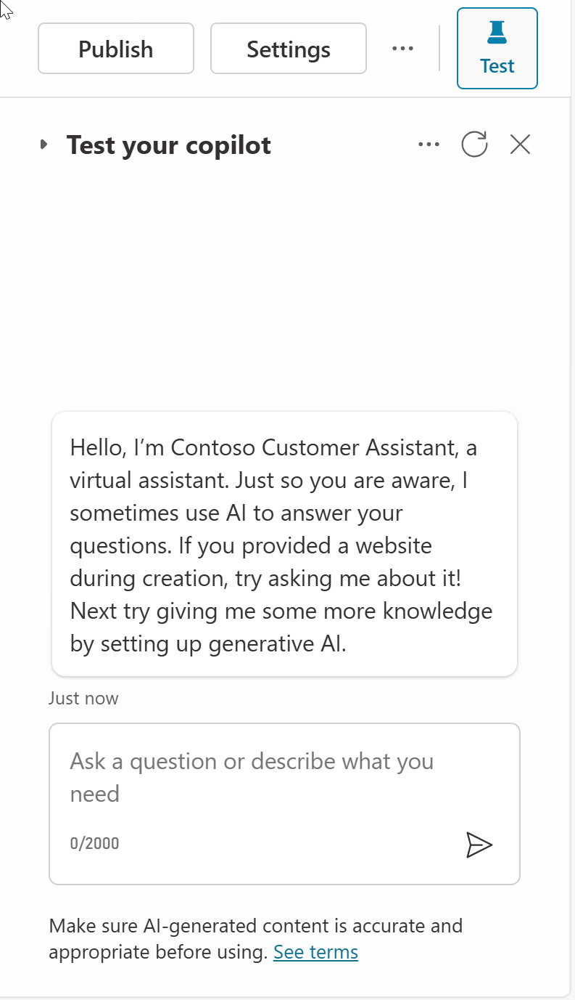 Publish
Settings
Test
Test your copilot
Hello, I’m Contoso Customer Assistant, a
virtual assistant. Just so you are aware, I
sometimes use AI to answer your
questions. If you provided a website
during creation, try asking me about it!
Next try giving me some more knowledge
by setting up generative AI.
Just now
Ask a question or describe what you
need
0/2000
Make sure AI-generated content is accurate and
appropriate before using. See terms